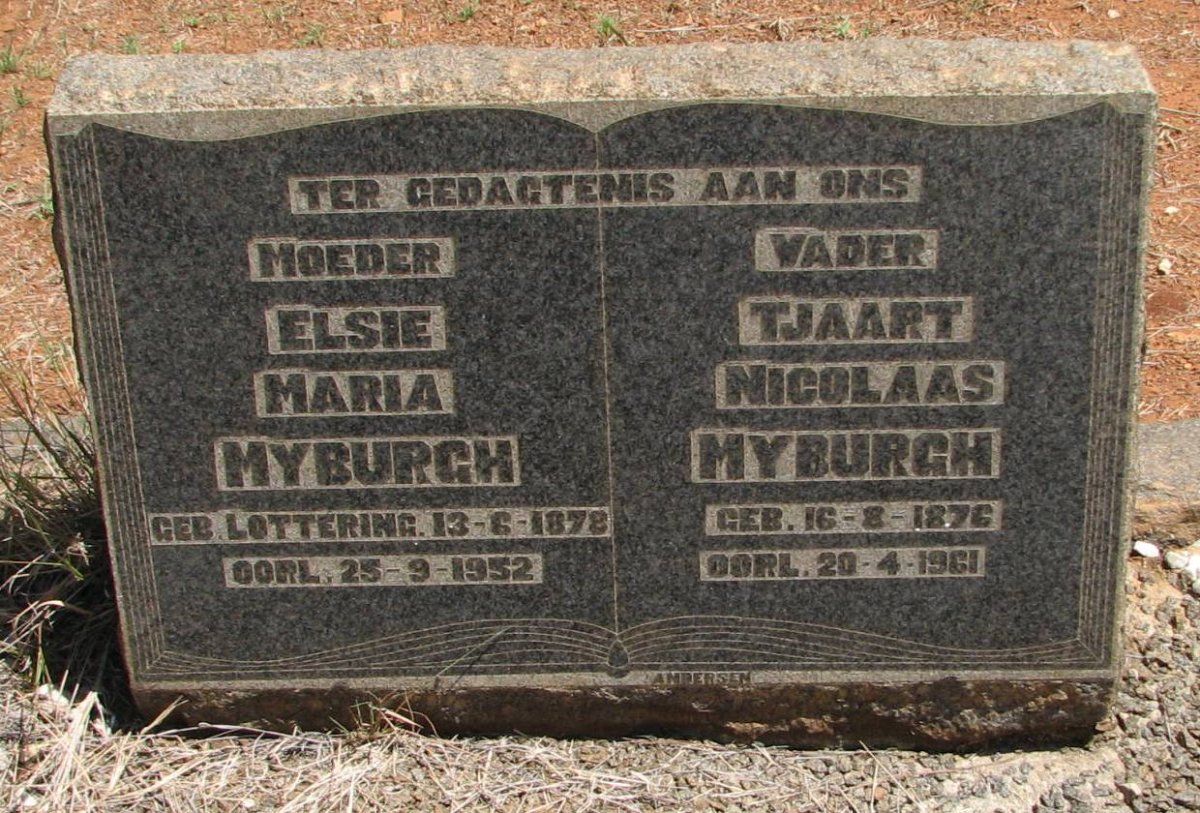 TER GEDAGTENIS AAN ONS
MOEDER
ELSIE
MARIA
MYBURGH
GEB. LOTTERING. 13-6-1878
OORL. 25-9-1952
VADER
TJAART
NICOLAAS
MYBURGH
GEB. 16-8-1876
OORL. 20-4-1961
ANDERSEN